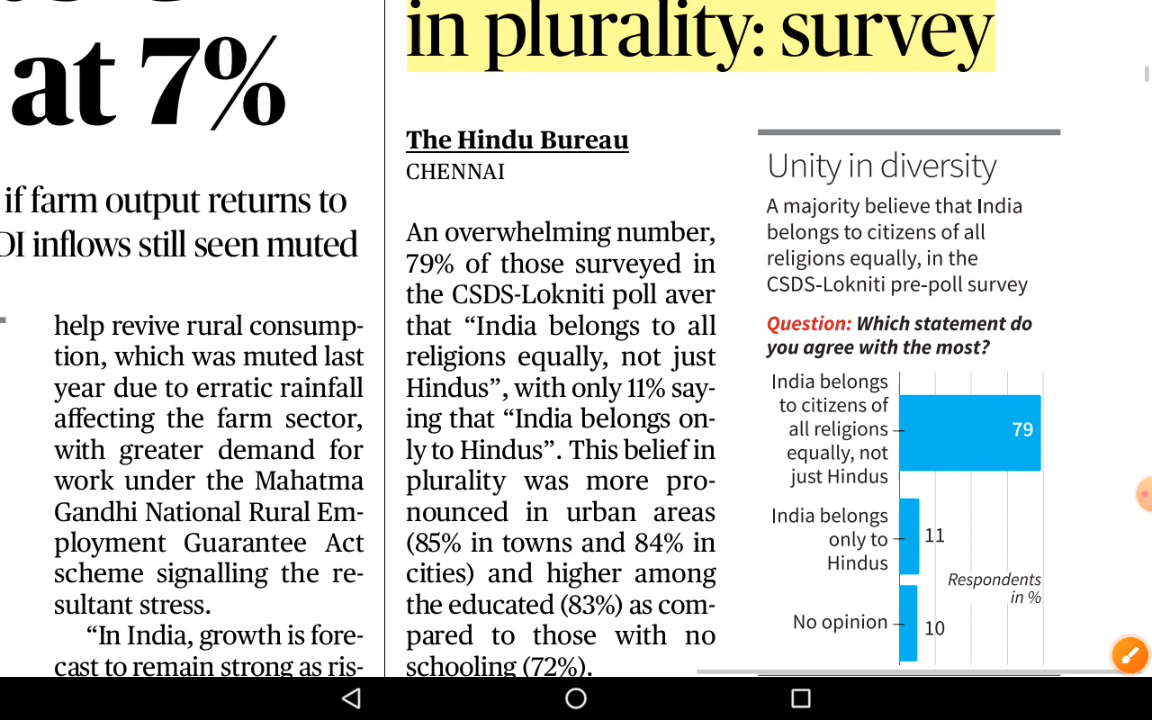 at 7%
if farm output returns to
inflows still seen muted
help revive rural consump-
tion, which was muted last
year due to erratic rainfall
affecting the farm sector,
with greater demand for
work under the Mahatma
Gandhi National Rural Em-
ployment Guarantee Act
scheme signalling the re-
sultant stress.
“In India, growth is fore-
cast to remain strong as ris-
in plurality: survey
The Hindu Bureau
CHENNAI
An overwhelming number,
79% of those surveyed in
the CSDS-Lokniti poll aver
that “India belongs to all
religions equally, not just
Hindus”, with only 11% say-
ing that “India belongs on-
ly to Hindus”. This belief in
plurality was more pro-
nounced in urban areas
(85% in towns and 84% in
cities) and higher among
the educated (83%) as com-
pared to those with no
schooling (72%).
Unity in diversity
A majority believe that India
belongs to citizens of all
religions equally, in the
CSDS-Lokniti pre-poll survey
Question: Which statement do
you agree with the most?
India belongs
to citizens of
all religions
equally, not
just Hindus
79
India belongs
only to
Hindus
11
Respondents
in %
No opinion
10